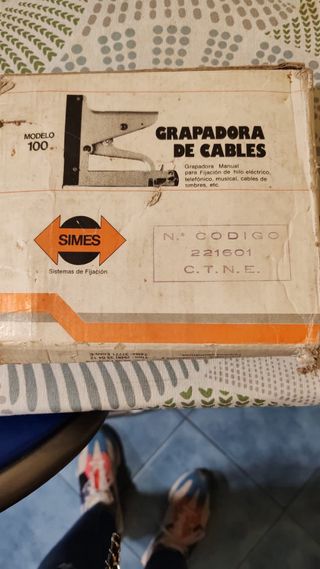 MODELO
100
GRAPADORA
DE CABLES
Grapadora Manual
para Fijación de hilo eléctrico,
telefónico, musical, cables de
timbres, etc.
SIMES
Sistemas de Fijación
N.º CODIGO
221601
C.T.N.E.